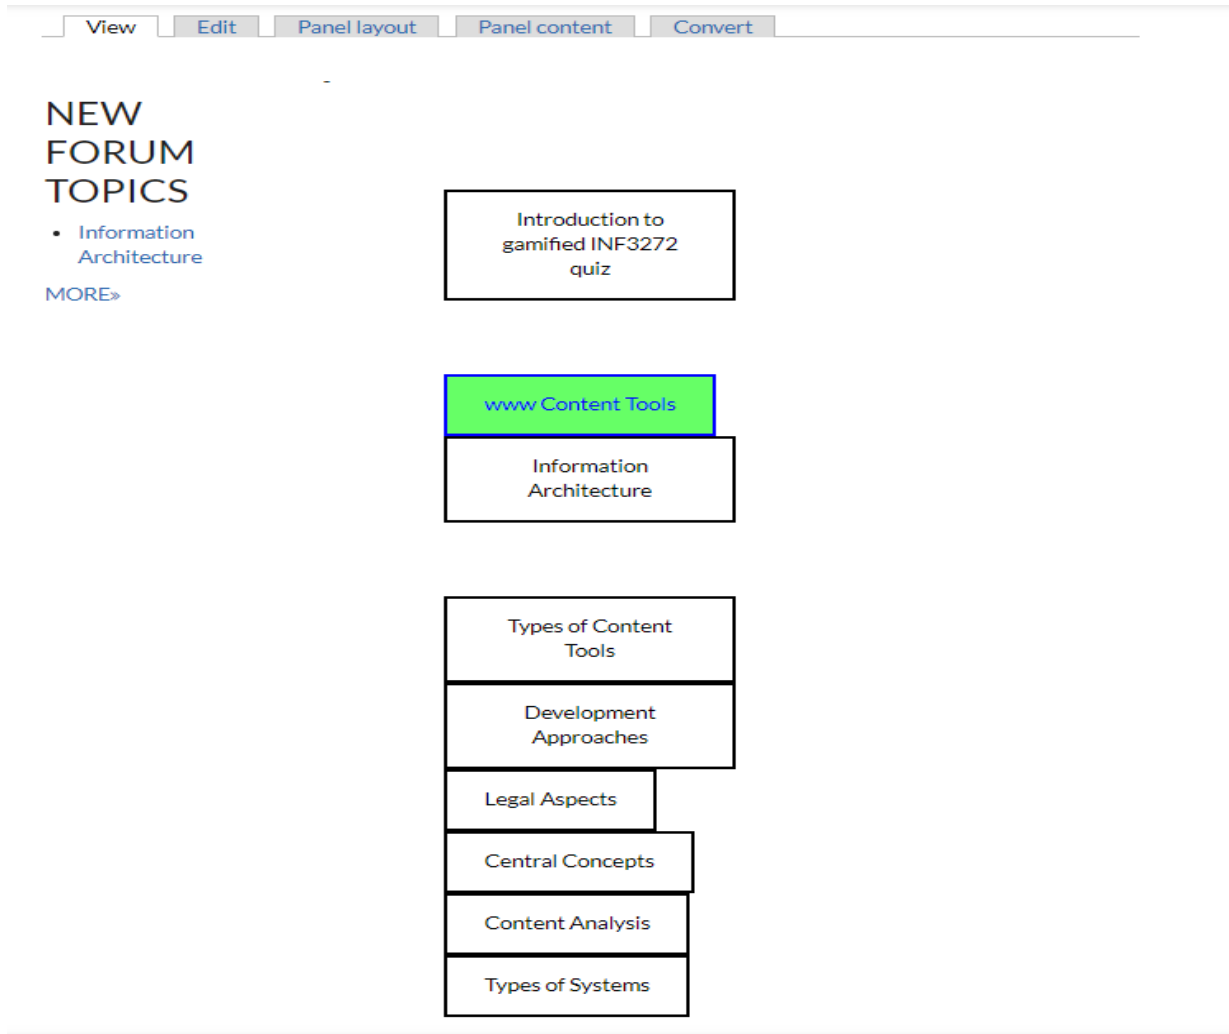 View Edit Panel layout Panel content Convert
-
NEW
FORUM
TOPICS
• Information
Architecture
MORE»
Introduction to
gamified INF3272
quiz
www Content Tools
Information
Architecture
Types of Content
Tools
Development
Approaches
Legal Aspects
Central Concepts
Content Analysis
Types of Systems